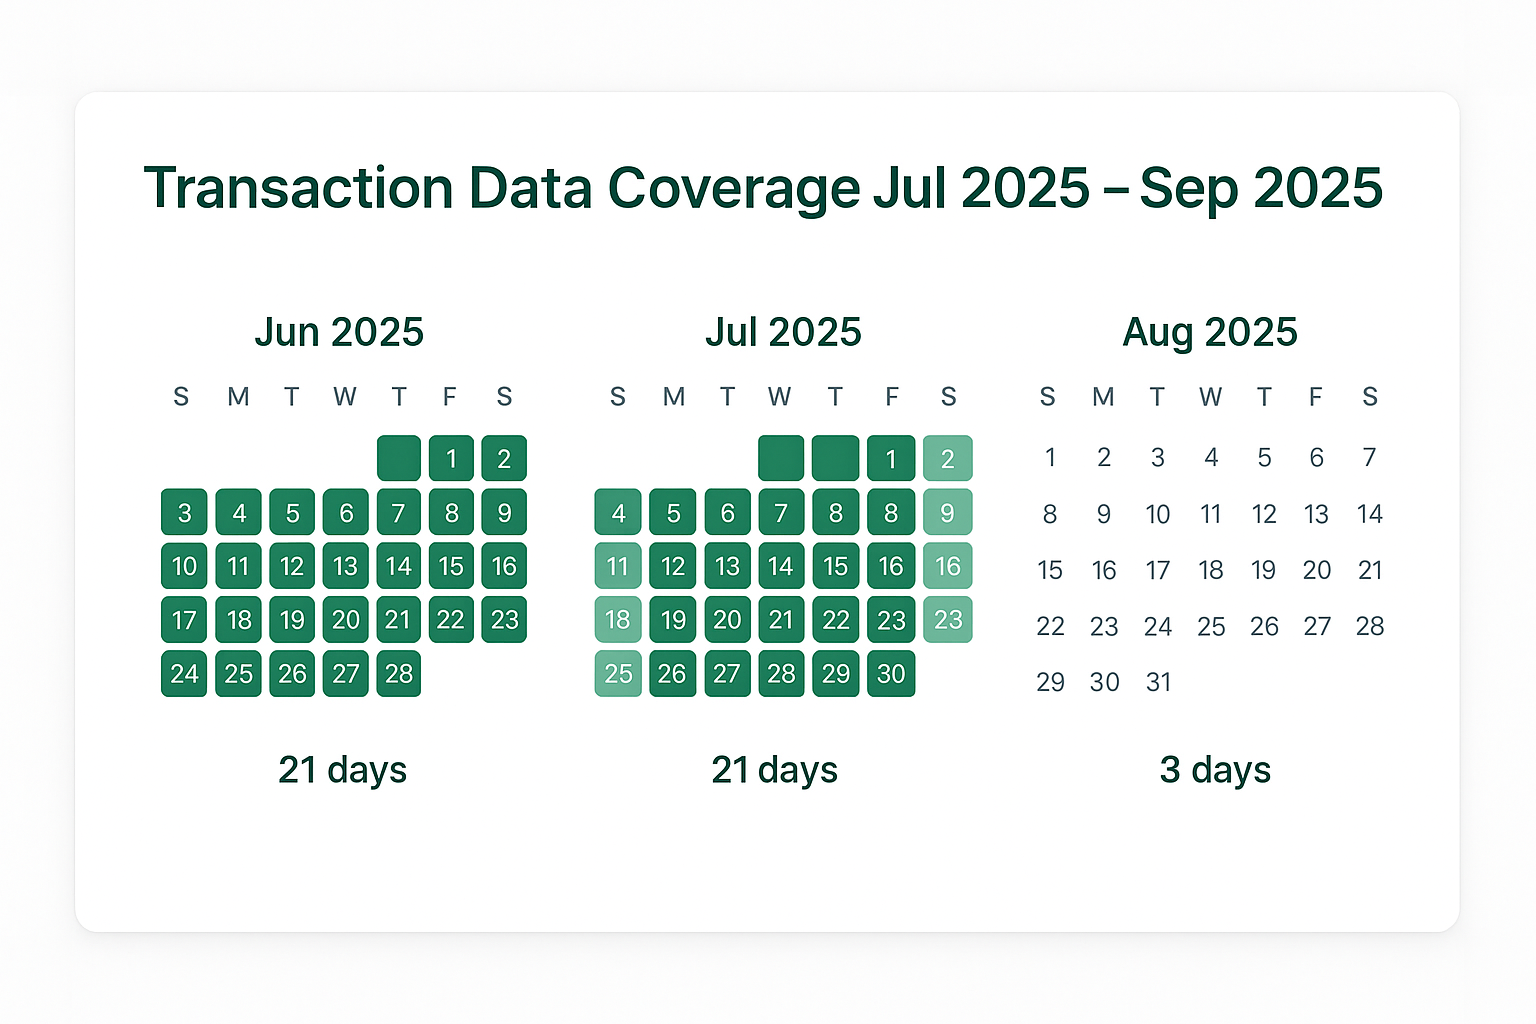 Transaction Data Coverage Jul 2025 – Sep 2025
Jun 2025
S M T W T F S
1 2
3 4 5 6 7 8 9
10 11 12 13 14 15 16
17 18 19 20 21 22 23
24 25 26 27 28
21 days
Jul 2025
S M T W T F S
1 2
4 5 6 7 8 8 9
11 12 13 14 15 16 16
18 19 20 21 22 23 23
25 26 27 28 29 30
21 days
Aug 2025
S M T W T F S
1 2 3 4 5 6 7
8 9 10 11 12 13 14
15 16 17 18 19 20 21
22 23 24 25 26 27 28
29 30 31
3 days